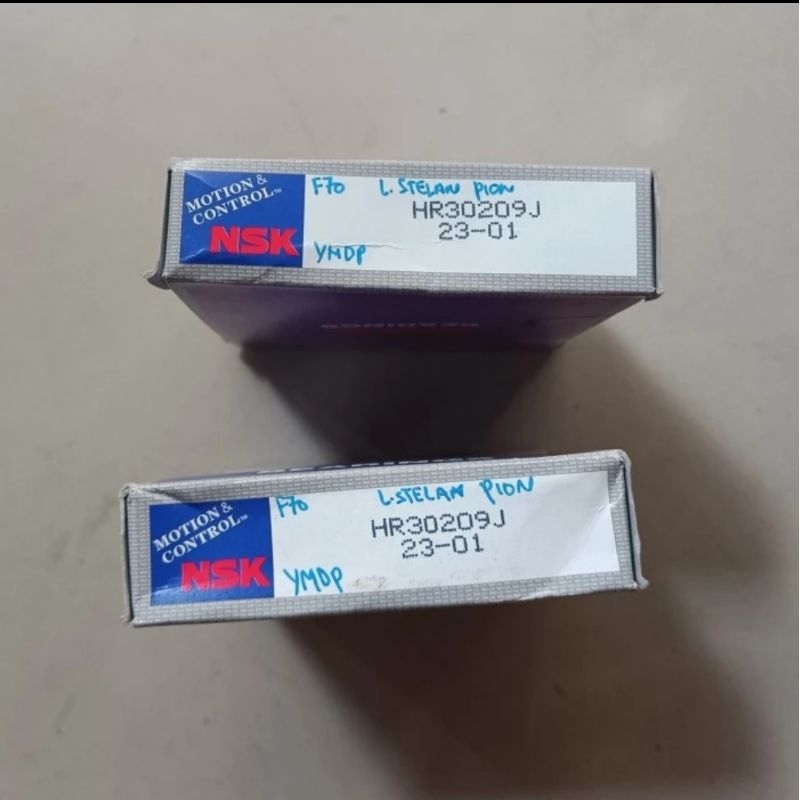 MOTION &
CONTROL™
NSK
F70 L.STELAN PION
HR30209J
23-01
YMDP
BEARINGS
MOTION &
CONTROL™
NSK
F70 L.STELAN PION
HR30209J
23-01
YMDP